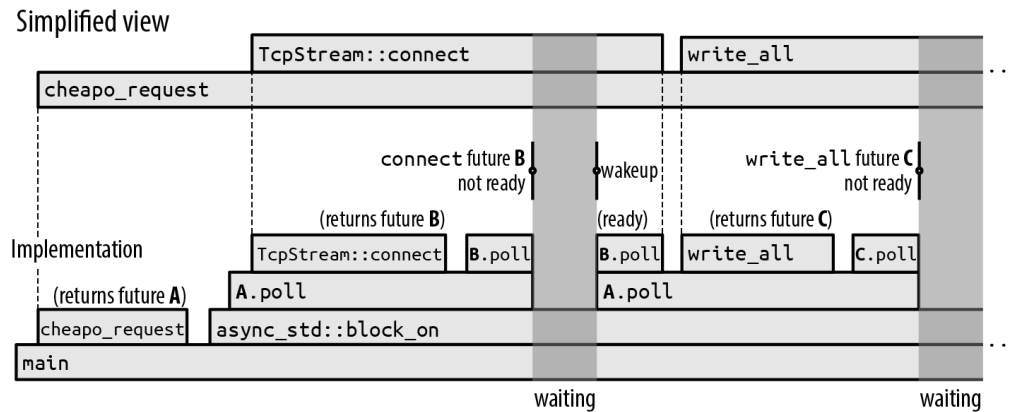 Simplified view
TcpStream::connect
write_all
cheapo_request
. .
connect future B
not ready
wakeup
write_all future C
not ready
(returns future B)
(ready)
(returns future C)
Implementation
TcpStream::connect
B.poll
B.poll
write_all
C.poll
(returns future A)
A.poll
A.poll
cheapo_request
async_std::block_on
. .
main
waiting
waiting